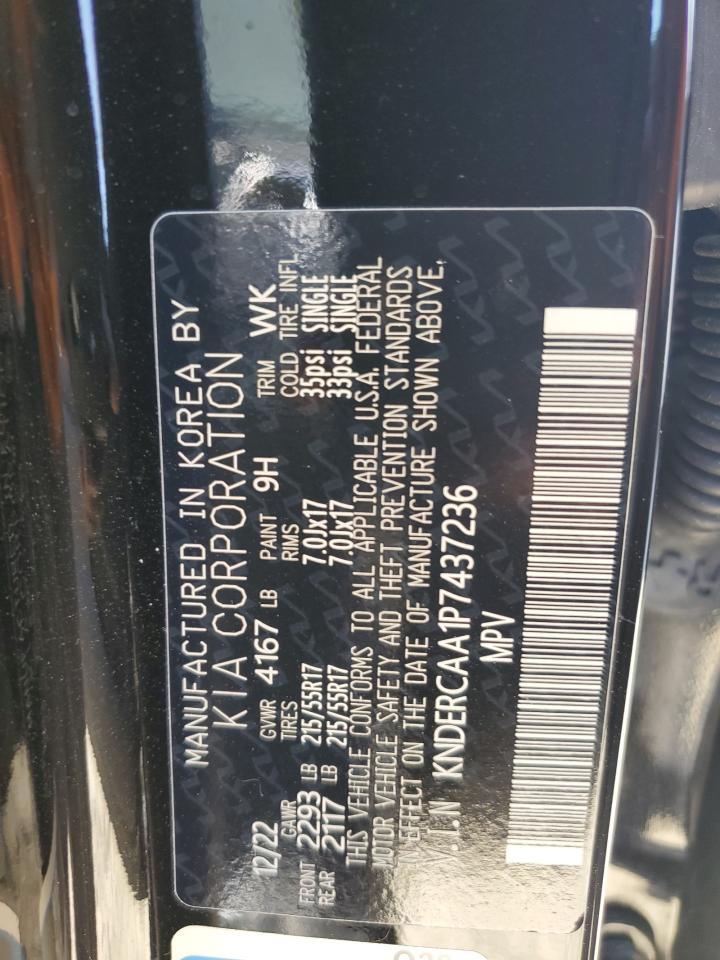 MANUFACTURED IN KOREA BY
KIA CORPORATION
12/22 GVWR 4167 LB PAINT 9H TRIM WK
GAWR TIRES RIMS COLD TIRE INFL
FRONT 2293 LB 215/55R17 7.0Jx17 35psi SINGLE
REAR 2117 LB 215/55R17 7.0Jx17 33psi SINGLE
THIS VEHICLE CONFORMS TO ALL APPLICABLE U.S.A. FEDERAL
MOTOR VEHICLE SAFETY AND THEFT PREVENTION STANDARDS
IN EFFECT ON THE DATE OF MANUFACTURE SHOWN ABOVE.
V.I.N KNDERCAA1P7437236
MPV